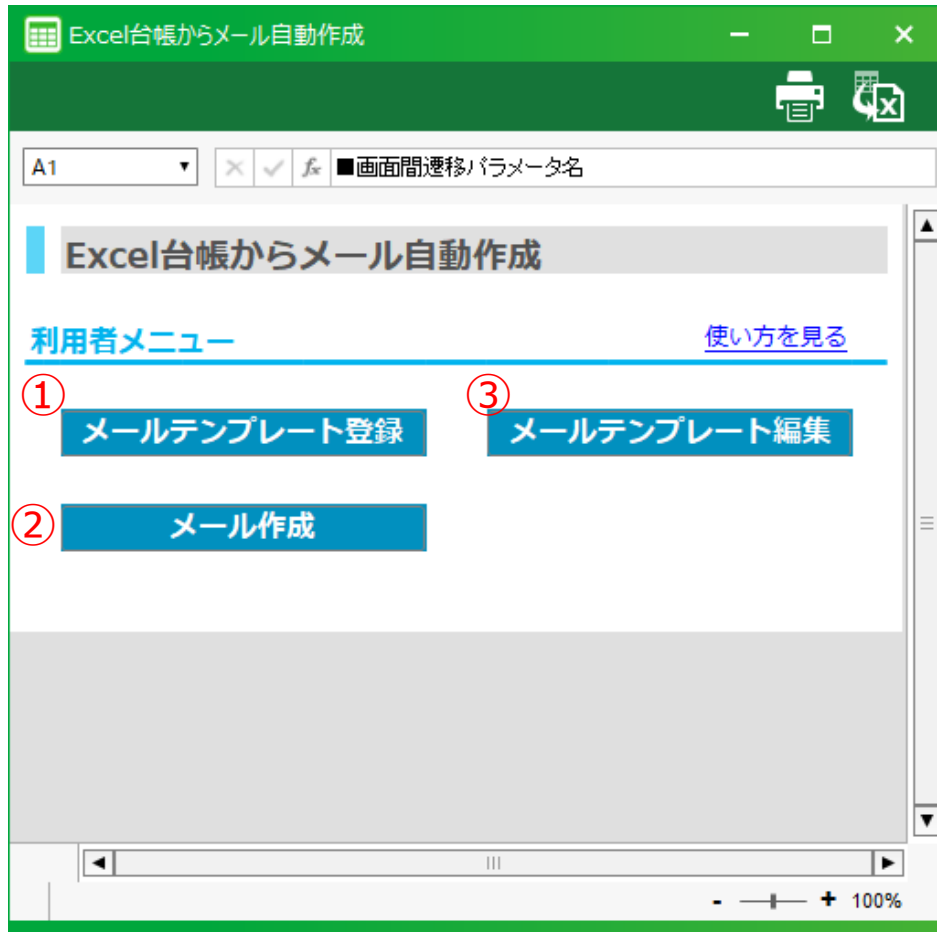 Excel台帳からメール自動作成
A1
fx
■画面間遷移パラメータ名
Excel台帳からメール自動作成
利用者メニュー
使い方を見る
①
メールテンプレート登録
③
メールテンプレート編集
②
メール作成
- + 100%